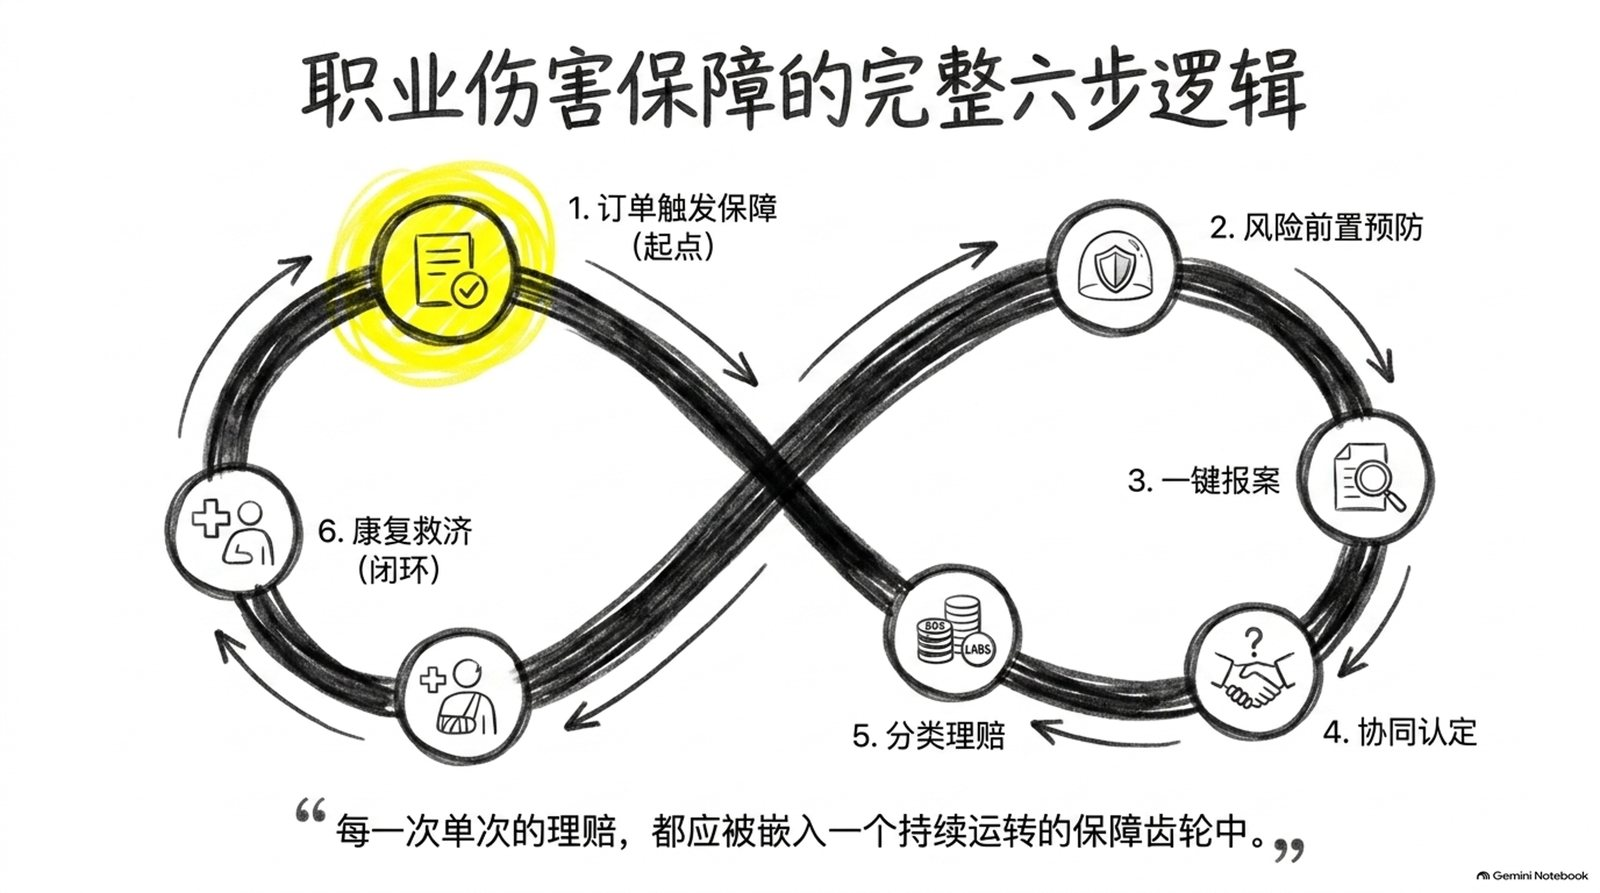 职业伤害保障的完整六步逻辑
1. 订单触发保障
（起点）
2. 风险前置预防
3. 一键报案
6. 康复救济
（闭环）
?
BOS
LABS
5. 分类理赔
4. 协同认定
“每一次单次的理赔，都应被嵌入一个持续运转的保障齿轮中。”
Gemini Notebook